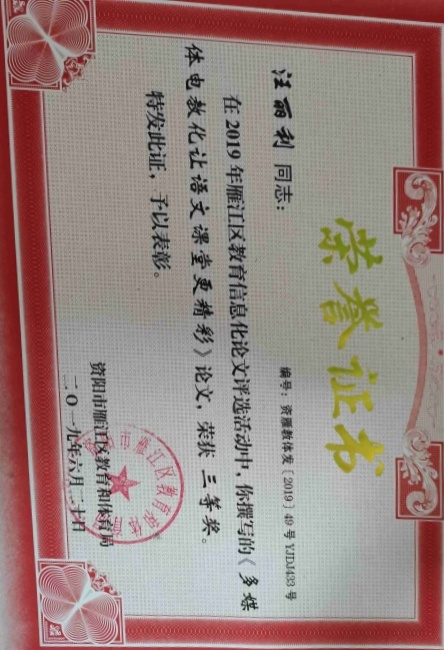 荣誉证书
编号：资雁教体发〔2019〕49号YJDJ433号
汪丽利 同志：
在2019年雁江区教育信息化论文评选活动中，你撰写的《多媒
体电教化让语文课堂更精彩》论文，荣获 三等奖。
特发此证，予以表彰。
资阳市雁江区教育和体育局
二〇一九年六月二十日